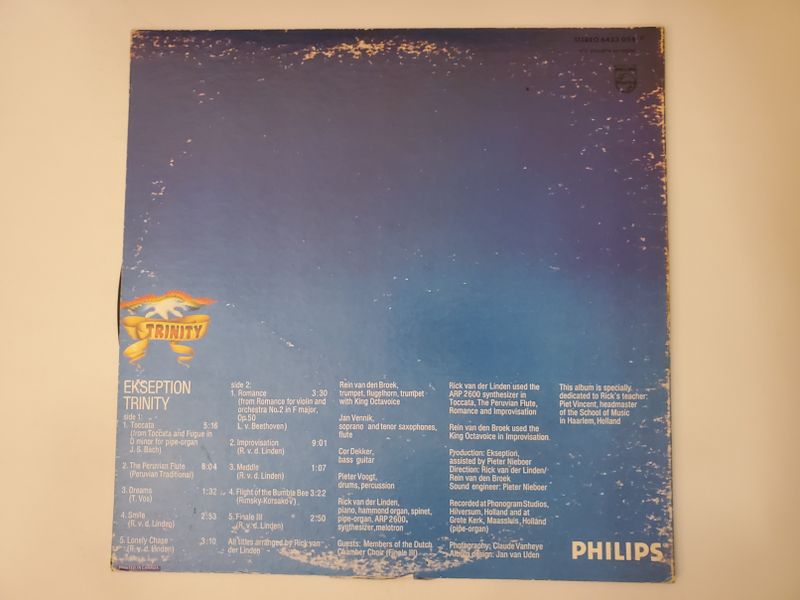 STEREO 6423 053
TRINITY
EKSEPTION
TRINITY
side 1:
1. Toccata 5:16
(from Toccata and Fugue in
D minor for pipe-organ
J.S. Bach)
2. The Peruvian Flute 8:04
(Peruvian Traditional)
3. Dreams 1:32
(T. Vos)
4. Smile 2:53
(R. v. d. Linden)
5. Lonely Chase 3:10
(R. v. d. Linden)
side 2:
1. Romance 3:30
(from Romance for violin and
orchestra No.2 in F major,
Op.50
L. v. Beethoven)
2. Improvisation 9:01
(R. v. d. Linden)
3. Meddle 1:07
(R. v. d. Linden)
4. Flight of the Bumble Bee 3:22
(Rimsky-Korsakov)
5. Finale III 2:50
(R. v. d. Linden)
All titles arranged by Rick van
der Linden
Rein van den Broek,
trumpet, flugelhorn, trumpet
with King Octavoice
Jan Vennik,
soprano and tenor saxophones,
flute
Cor Dekker,
bass guitar
Pieter Voogt,
drums, percussion
Rick van der Linden,
piano, hammond organ, spinet,
pipe-organ, ARP 2600,
synthesizer, melotron
Guests: Members of the Dutch
Chamber Choir (Finale III)
Rick van der Linden used the
ARP 2600 synthesizer in
Toccata, The Peruvian Flute,
Romance and Improvisation
Rein van den Broek used the
King Octavoice in Improvisation.
Production: Ekseption,
assisted by Pieter Nieboer
Direction: Rick van der Linden/
Rein van den Broek
Sound engineer: Pieter Nieboer
Recorded at Phonogram Studios,
Hilversum, Holland and at
Grote Kerk, Maassluis, Holland
(pipe-organ)
Photography: Claude Vanheye
Album design: Jan van Uden
This album is specially
dedicated to Rick's teacher:
Piet Vincent, headmaster
of the School of Music
in Haarlem, Holland
PHILIPS
PRINTED IN CANADA